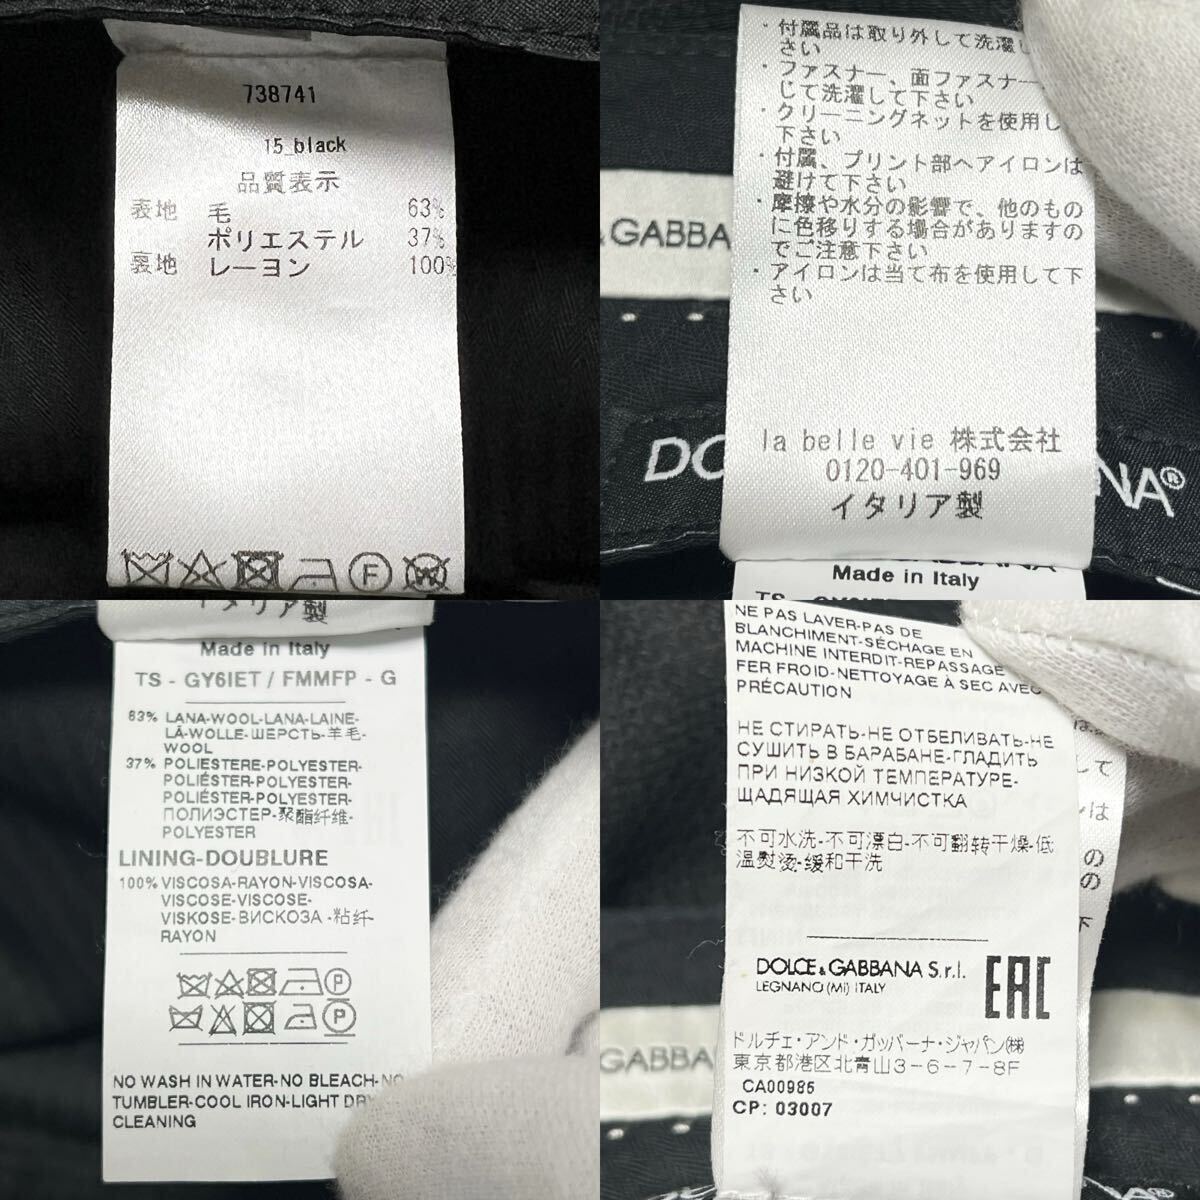 738741
15_black
品質表示
表地 毛 63%
ポリエステル 37%
裏地 レーヨン 100%
F
W
・付属品は取り外して洗濯し
さい
・ファスナー、面ファスナー
じて洗濯して下さい
・クリーニングネットを使用し
下さい
・付属、プリント部へアイロンは
避けて下さい
・摩擦や水分の影響で、他のもの
に色移りする場合がありますの
でご注意下さい
・アイロンは当て布を使用して下
さい
& GABBA
la belle vie 株式会社
0120-401-969
イタリア製
DO
NA®
Made in Italy
イタリア製
Made in Italy
TS - GY6IET / FMMFP - G
63% LANA-WOOL-LANA-LAINE-
LÃ-WOLLE-ШЕРСТЬ-羊毛-
WOOL
37% POLIESTERE-POLYESTER-
POLIÉSTER-POLYESTER-
POLIÉSTER-POLYESTER-
ПОЛИЭСТЕР-聚酯纤维-
POLYESTER
LINING-DOUBLURE
100% VISCOSA-RAYON-VISCOSA-
VISCOSE-VISCOSE-
VISKOSE-ВИСКОЗА -粘纤-
RAYON
P
P
NO WASH IN WATER-NO BLEACH-NO
TUMBLER-COOL IRON-LIGHT DRY
CLEANING
NE PAS LAVER-PAS DE
BLANCHIMENT-SÉCHAGE EN
MACHINE INTERDIT-REPASSAGE
FER FROID-NETTOYAGE À SEC AVEC
PRÉCAUTION
НЕ СТИРАТЬ-НЕ ОТБЕЛИВАТЬ-НЕ
СУШИТЬ В БАРАБАНЕ-ГЛАДИТЬ
ПРИ НИЗКОЙ ТЕМПЕРАТУРЕ-
ЩАДЯЩАЯ ХИМЧИСТКА
不可水洗-不可漂白-不可翻转干燥-低
温熨烫-缓和干洗
DOLCE & GABBANA S.r.l.
LEGNANO (MI) ITALY
EAC
ドルチェ・アンド・ガッバーナ・ジャパン㈱
東京都港区北青山3-6-7-8F
CA00985
CP: 03007
GABBA